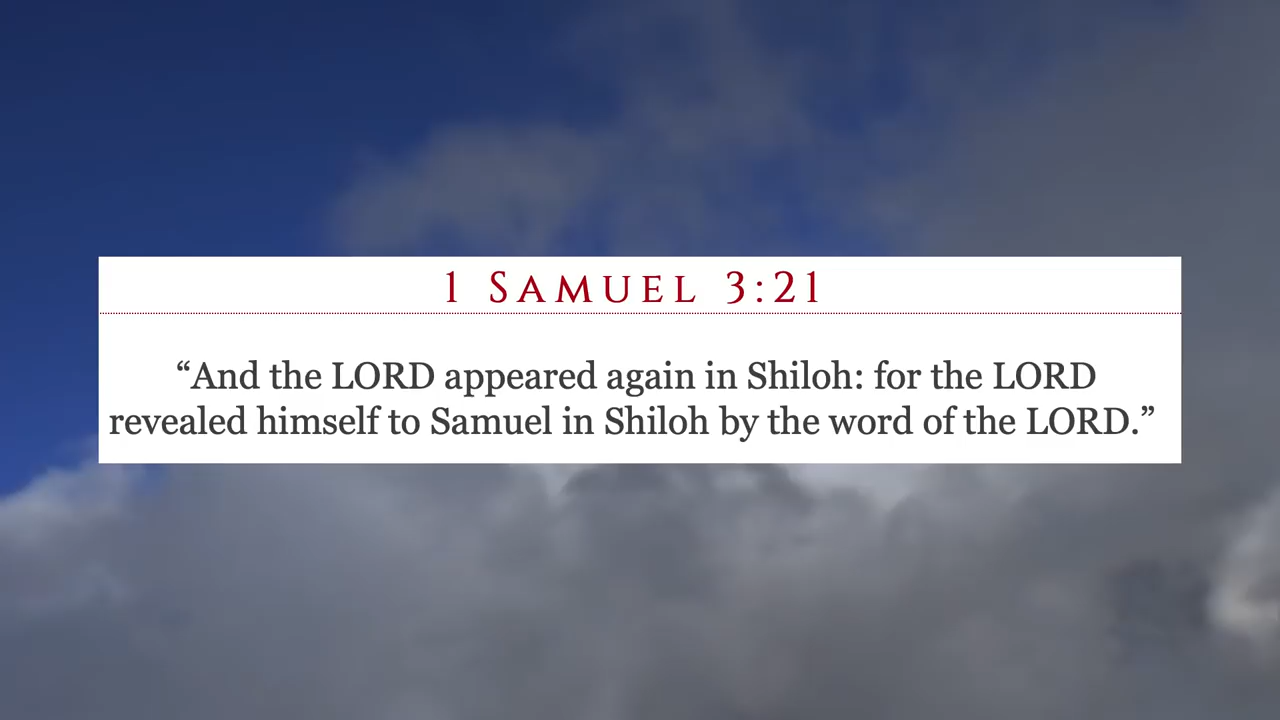 1 SAMUEL 3:21
“And the LORD appeared again in Shiloh: for the LORD
revealed himself to Samuel in Shiloh by the word of the LORD.”